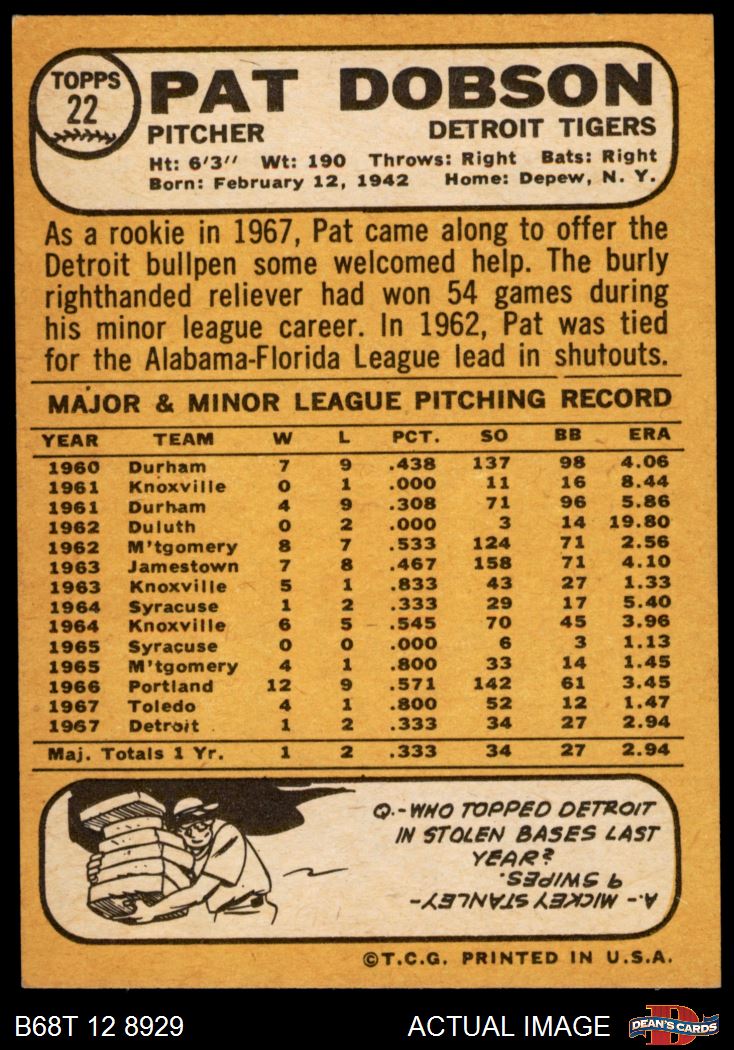 TOPPS
22
PAT DOBSON
PITCHER DETROIT TIGERS
Ht: 6'3'' Wt: 190 Throws: Right Bats: Right
Born: February 12, 1942 Home: Depew, N. Y.
As a rookie in 1967, Pat came along to offer the
Detroit bullpen some welcomed help. The burly
righthanded reliever had won 54 games during
his minor league career. In 1962, Pat was tied
for the Alabama-Florida League lead in shutouts.
MAJOR & MINOR LEAGUE PITCHING RECORD
YEAR TEAM W L PCT. SO BB ERA
1960 Durham 7 9 .438 137 98 4.06
1961 Knoxville 0 1 .000 11 16 8.44
1961 Durham 4 9 .308 71 96 5.86
1962 Duluth 0 2 .000 3 14 19.80
1962 M'tgomery 8 7 .533 124 71 2.56
1963 Jamestown 7 8 .467 158 71 4.10
1963 Knoxville 5 1 .833 43 27 1.33
1964 Syracuse 1 2 .333 29 17 5.40
1964 Knoxville 6 5 .545 70 45 3.96
1965 Syracuse 0 0 .000 6 3 1.13
1965 M'tgomery 4 1 .800 33 14 1.45
1966 Portland 12 9 .571 142 61 3.45
1967 Toledo 4 1 .800 52 12 1.47
1967 Detroit 1 2 .333 34 27 2.94
Maj. Totals 1 Yr. 1 2 .333 34 27 2.94
Q.-WHO TOPPED DETROIT
IN STOLEN BASES LAST
YEAR?
A.- MICKEY STANLEY-
9 SWIPES.
©T.C.G. PRINTED IN U.S.A.
B68T 12 8929 ACTUAL IMAGE
D
DEAN'S CARDS